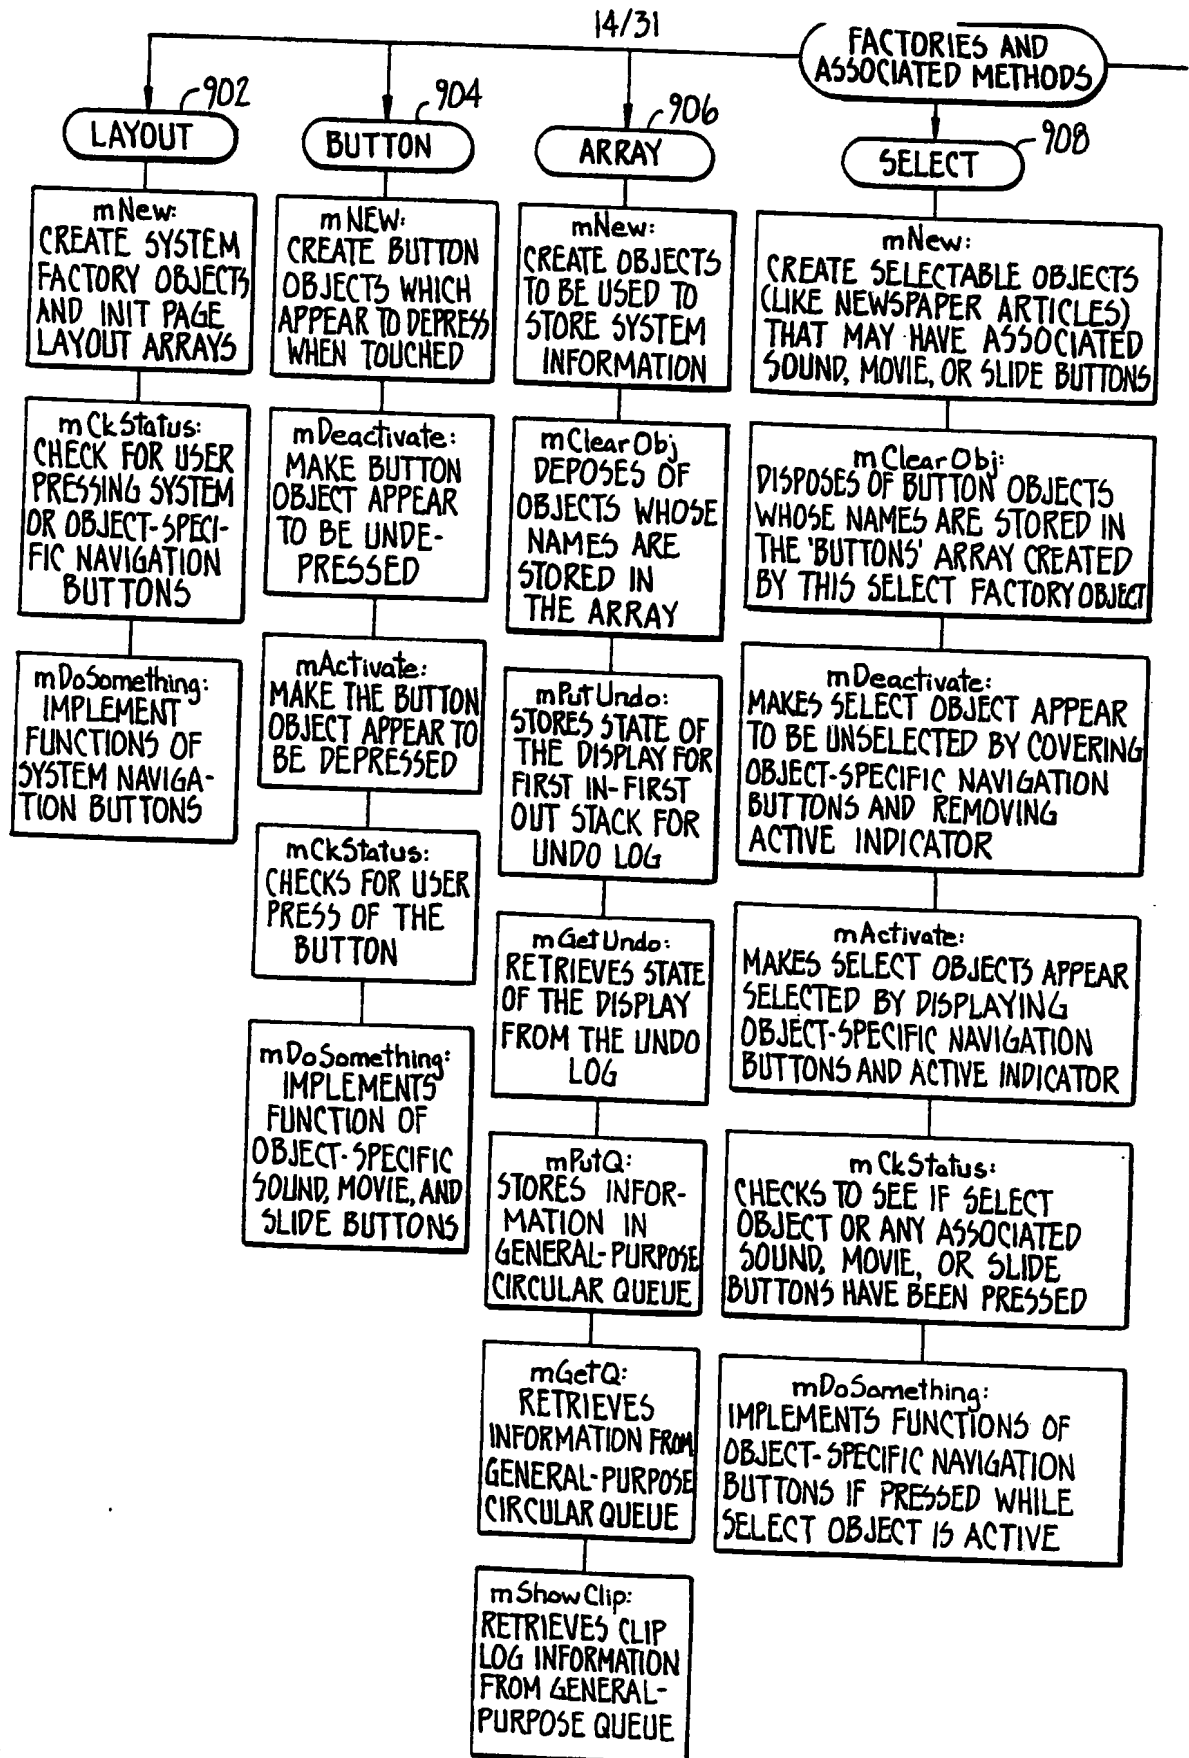 14/31
FACTORIES AND
ASSOCIATED METHODS
902
LAYOUT
mNew:
CREATE SYSTEM
FACTORY OBJECTS
AND INIT PAGE
LAYOUT ARRAYS
mCkStatus:
CHECK FOR USER
PRESSING SYSTEM
OR OBJECT-SPECI-
FIC NAVIGATION
BUTTONS
mDoSomething:
IMPLEMENT
FUNCTIONS OF
SYSTEM NAVIGA-
TION BUTTONS
904
BUTTON
mNEW:
CREATE BUTTON
OBJECTS WHICH
APPEAR TO DEPRESS
WHEN TOUCHED
mDeactivate:
MAKE BUTTON
OBJECT APPEAR
TO BE UNDE-
PRESSED
mActivate:
MAKE THE BUTTON
OBJECT APPEAR TO
BE DEPRESSED
mCkStatus:
CHECKS FOR USER
PRESS OF THE
BUTTON
mDoSomething:
IMPLEMENTS
FUNCTION OF
OBJECT-SPECIFIC
SOUND, MOVIE, AND
SLIDE BUTTONS
906
ARRAY
mNew:
CREATE OBJECTS
TO BE USED TO
STORE SYSTEM
INFORMATION
mClearObj
DEPOSES OF
OBJECTS WHOSE
NAMES ARE
STORED IN
THE ARRAY
mPutUndo:
STORES STATE OF
THE DISPLAY FOR
FIRST IN-FIRST
OUT STACK FOR
UNDO LOG
mGetUndo:
RETRIEVES STATE
OF THE DISPLAY
FROM THE UNDO
LOG
mPutQ:
STORES INFOR-
MATION IN
GENERAL-PURPOSE
CIRCULAR QUEUE
mGetQ:
RETRIEVES
INFORMATION FROM
GENERAL-PURPOSE
CIRCULAR QUEUE
mShowClip:
RETRIEVES CLIP
LOG INFORMATION
FROM GENERAL-
PURPOSE QUEUE
908
SELECT
mNew:
CREATE SELECTABLE OBJECTS
(LIKE NEWSPAPER ARTICLES)
THAT MAY HAVE ASSOCIATED
SOUND, MOVIE, OR SLIDE BUTTONS
mClearObj:
DISPOSES OF BUTTON OBJECTS
WHOSE NAMES ARE STORED IN
THE 'BUTTONS' ARRAY CREATED
BY THIS SELECT FACTORY OBJECT
mDeactivate:
MAKES SELECT OBJECT APPEAR
TO BE UNSELECTED BY COVERING
OBJECT-SPECIFIC NAVIGATION
BUTTONS AND REMOVING
ACTIVE INDICATOR
mActivate:
MAKES SELECT OBJECTS APPEAR
SELECTED BY DISPLAYING
OBJECT-SPECIFIC NAVIGATION
BUTTONS AND ACTIVE INDICATOR
mCkStatus:
CHECKS TO SEE IF SELECT
OBJECT OR ANY ASSOCIATED
SOUND, MOVIE, OR SLIDE
BUTTONS HAVE BEEN PRESSED
mDoSomething:
IMPLEMENTS FUNCTIONS OF
OBJECT-SPECIFIC NAVIGATION
BUTTONS IF PRESSED WHILE
SELECT OBJECT IS ACTIVE